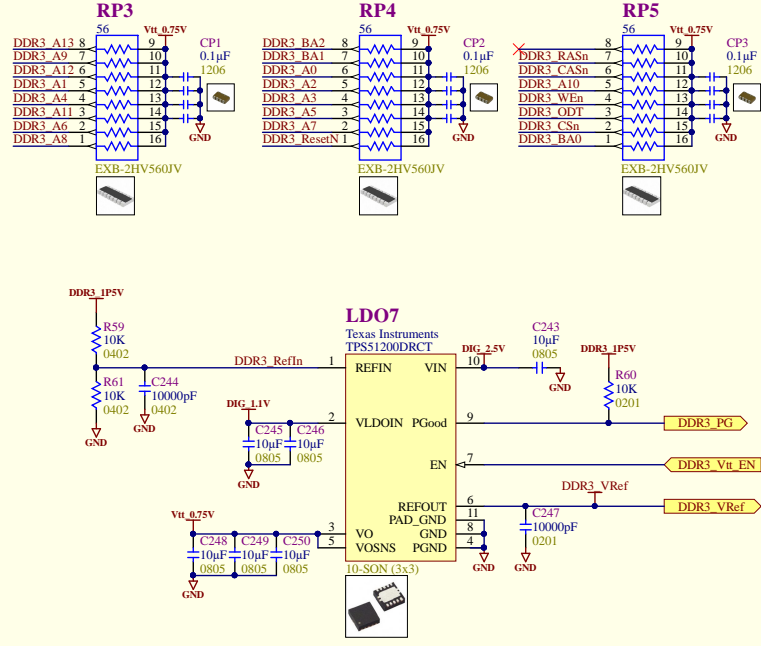 RP3
56
Vtt_0.75V
DDR3_A13 8 9
DDR3_A9 7 10
DDR3_A12 6 11
DDR3_A1 5 12
DDR3_A4 4 13
DDR3_A11 3 14
DDR3_A6 2 15
DDR3_A8 1 16
CP1
0.1µF
1206
GND
EXB-2HV560JV
RP4
56
Vtt_0.75V
DDR3_BA2 8 9
DDR3_BA1 7 10
DDR3_A0 6 11
DDR3_A2 5 12
DDR3_A3 4 13
DDR3_A5 3 14
DDR3_A7 2 15
DDR3_ResetN 1 16
CP2
0.1µF
1206
GND
EXB-2HV560JV
RP5
56
Vtt_0.75V
8 9
DDR3_RASn 7 10
DDR3_CASn 6 11
DDR3_A10 5 12
DDR3_WEn 4 13
DDR3_ODT 3 14
DDR3_CSn 2 15
DDR3_BA0 1 16
CP3
0.1µF
1206
GND
EXB-2HV560JV
DDR3_1P5V
R59
10K
0402
R61
10K
0402
GND
C244
10000pF
0402
GND
DDR3_RefIn
LDO7
Texas Instruments
TPS51200DRCT
1 REFIN VIN 10
2 VLDOIN PGood 9
EN 7
REFOUT 6
PAD_GND 11
3 VO GND 8
5 VOSNS PGND 4
10-SON (3x3)
DIG_2.5V
C243
10µF
0805
GND
DDR3_1P5V
R60
10K
0201
DDR3_PG
DDR3_Vtt_EN
DDR3_VRef
DDR3_VRef
C247
10000pF
0201
GND
GND
DIG_1.1V
C245 C246
10µF 10µF
0805 0805
GND
Vtt_0.75V
C248 C249 C250
10µF 10µF 10µF
0805 0805 0805
GND